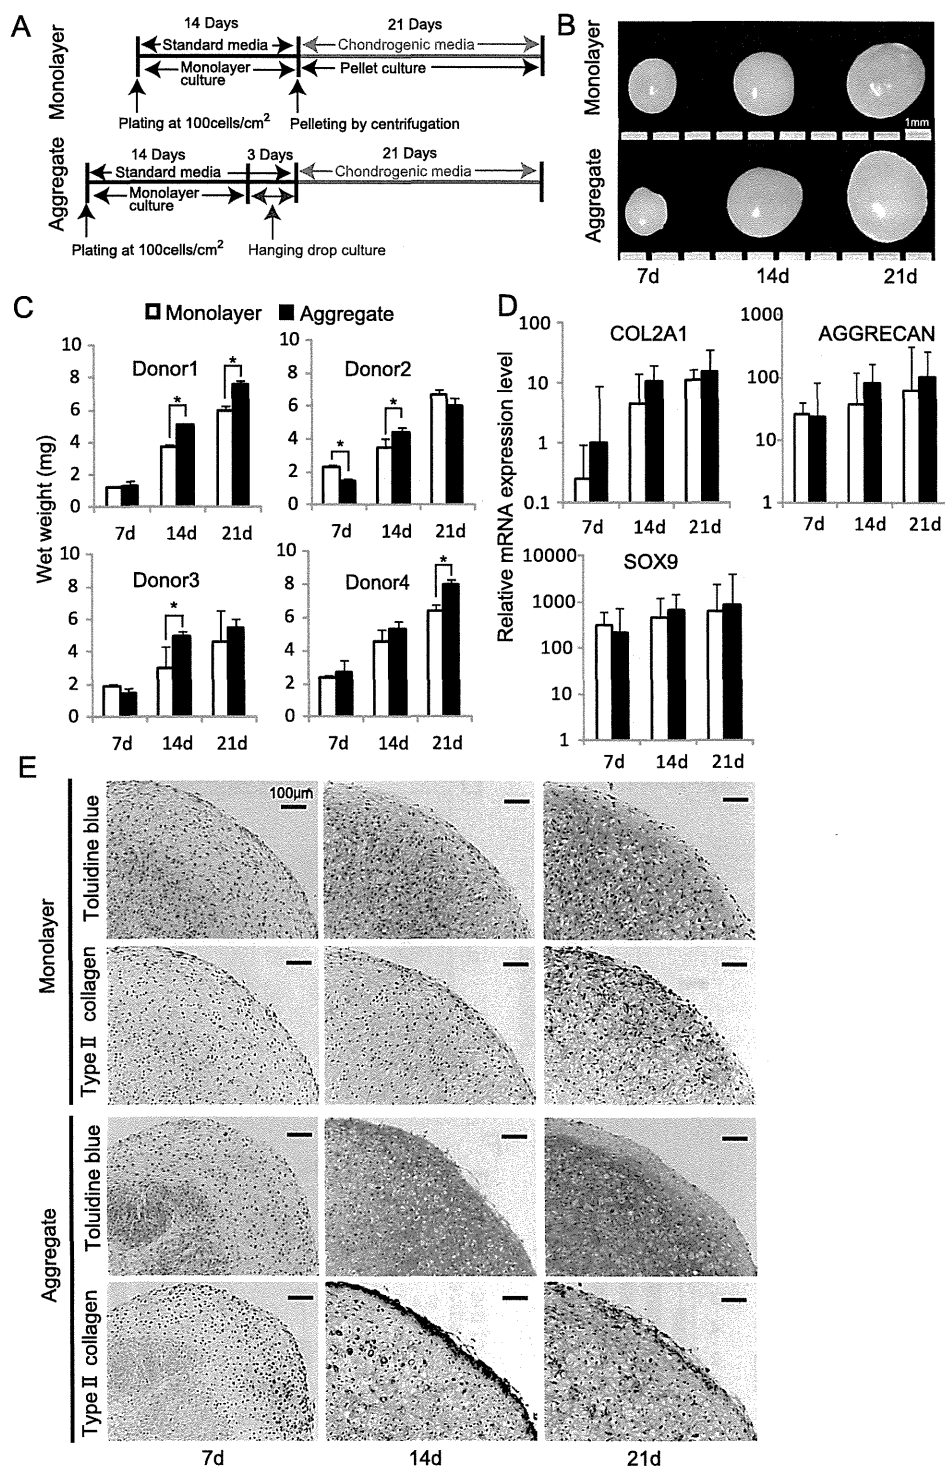 A
Monolayer
14 Days
21 Days
Standard media
Chondrogenic media
Monolayer
culture
Pellet culture
Plating at 100cells/cm2
Pelleting by centrifugation
Aggregate
14 Days
3 Days
21 Days
Standard media
Chondrogenic media
Monolayer
culture
Plating at 100cells/cm2
Hanging drop culture
B
Monolayer
1mm
Aggregate
7d
14d
21d
C
Monolayer
Aggregate
Wet weight (mg)
Donor1
10
8
6
4
2
0
*
*
7d
14d
21d
Donor2
10
8
6
4
2
0
*
*
7d
14d
21d
Donor3
10
8
6
4
2
0
*
7d
14d
21d
Donor4
10
8
6
4
2
0
*
7d
14d
21d
D
Relative mRNA expression level
COL2A1
100
10
1
0.1
7d
14d
21d
AGGRECAN
1000
100
10
1
7d
14d
21d
SOX9
10000
1000
100
10
1
7d
14d
21d
E
Monolayer
Toluidine blue
100μm
Type Ⅱ collagen
Aggregate
Toluidine blue
Type Ⅱ collagen
7d
14d
21d